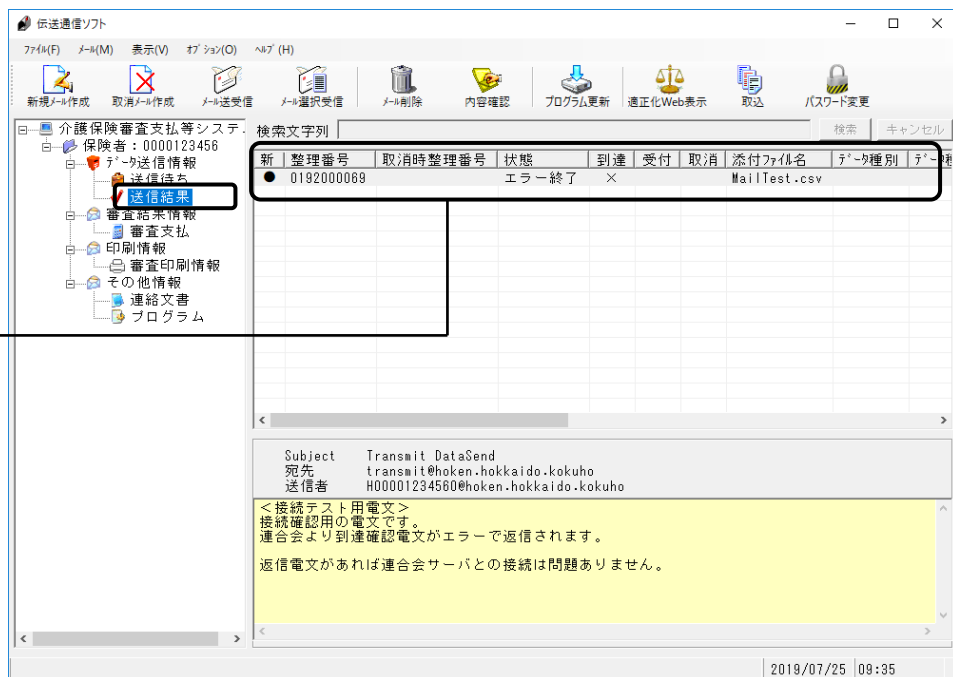 伝送通信ソフト
ﾌｧｲﾙ(F) ﾒｰﾙ(M) 表示(V) ｵﾌﾟｼｮﾝ(O) ﾍﾙﾌﾟ(H)
新規ﾒｰﾙ作成 取消ﾒｰﾙ作成 ﾒｰﾙ送受信 ﾒｰﾙ選択受信 ﾒｰﾙ削除 内容確認 プログラム更新 適正化Web表示 取込 パスワード変更
検索文字列 検索 キャンセル
介護保険審査支払等システ.
保険者：0000123456
ﾃﾞｰﾀ送信情報
送信待ち
送信結果
審査結果情報
審査支払
印刷情報
審査印刷情報
その他情報
連絡文書
プログラム
新 整理番号 取消時整理番号 状態 到達 受付 取消 添付ﾌｧｲﾙ名 ﾃﾞｰﾀ種別 ﾃﾞｰﾀ種
● 0192000069 エラー終了 × MailTest.csv
Subject Transmit DataSend
宛先 transmit@hoken.hokkaido.kokuho
送信者 H00001234560@hoken.hokkaido.kokuho
＜接続テスト用電文＞
接続確認用の電文です。
連合会より到達確認電文がエラーで返信されます。
返信電文があれば連合会サーバとの接続は問題ありません。
2019/07/25 09:35